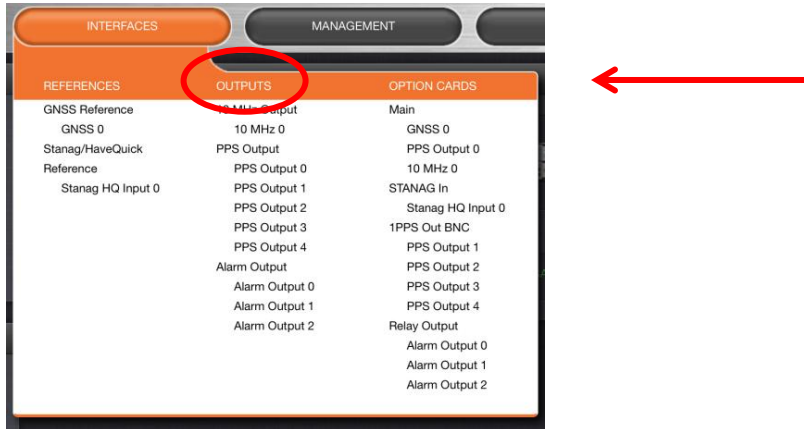 INTERFACES
MANAGEMENT
REFERENCES
GNSS Reference
GNSS 0
Stanag/HaveQuick
Reference
Stanag HQ Input 0
OUTPUTS
10 MHz Output
10 MHz 0
PPS Output
PPS Output 0
PPS Output 1
PPS Output 2
PPS Output 3
PPS Output 4
Alarm Output
Alarm Output 0
Alarm Output 1
Alarm Output 2
OPTION CARDS
Main
GNSS 0
PPS Output 0
10 MHz 0
STANAG In
Stanag HQ Input 0
1PPS Out BNC
PPS Output 1
PPS Output 2
PPS Output 3
PPS Output 4
Relay Output
Alarm Output 0
Alarm Output 1
Alarm Output 2